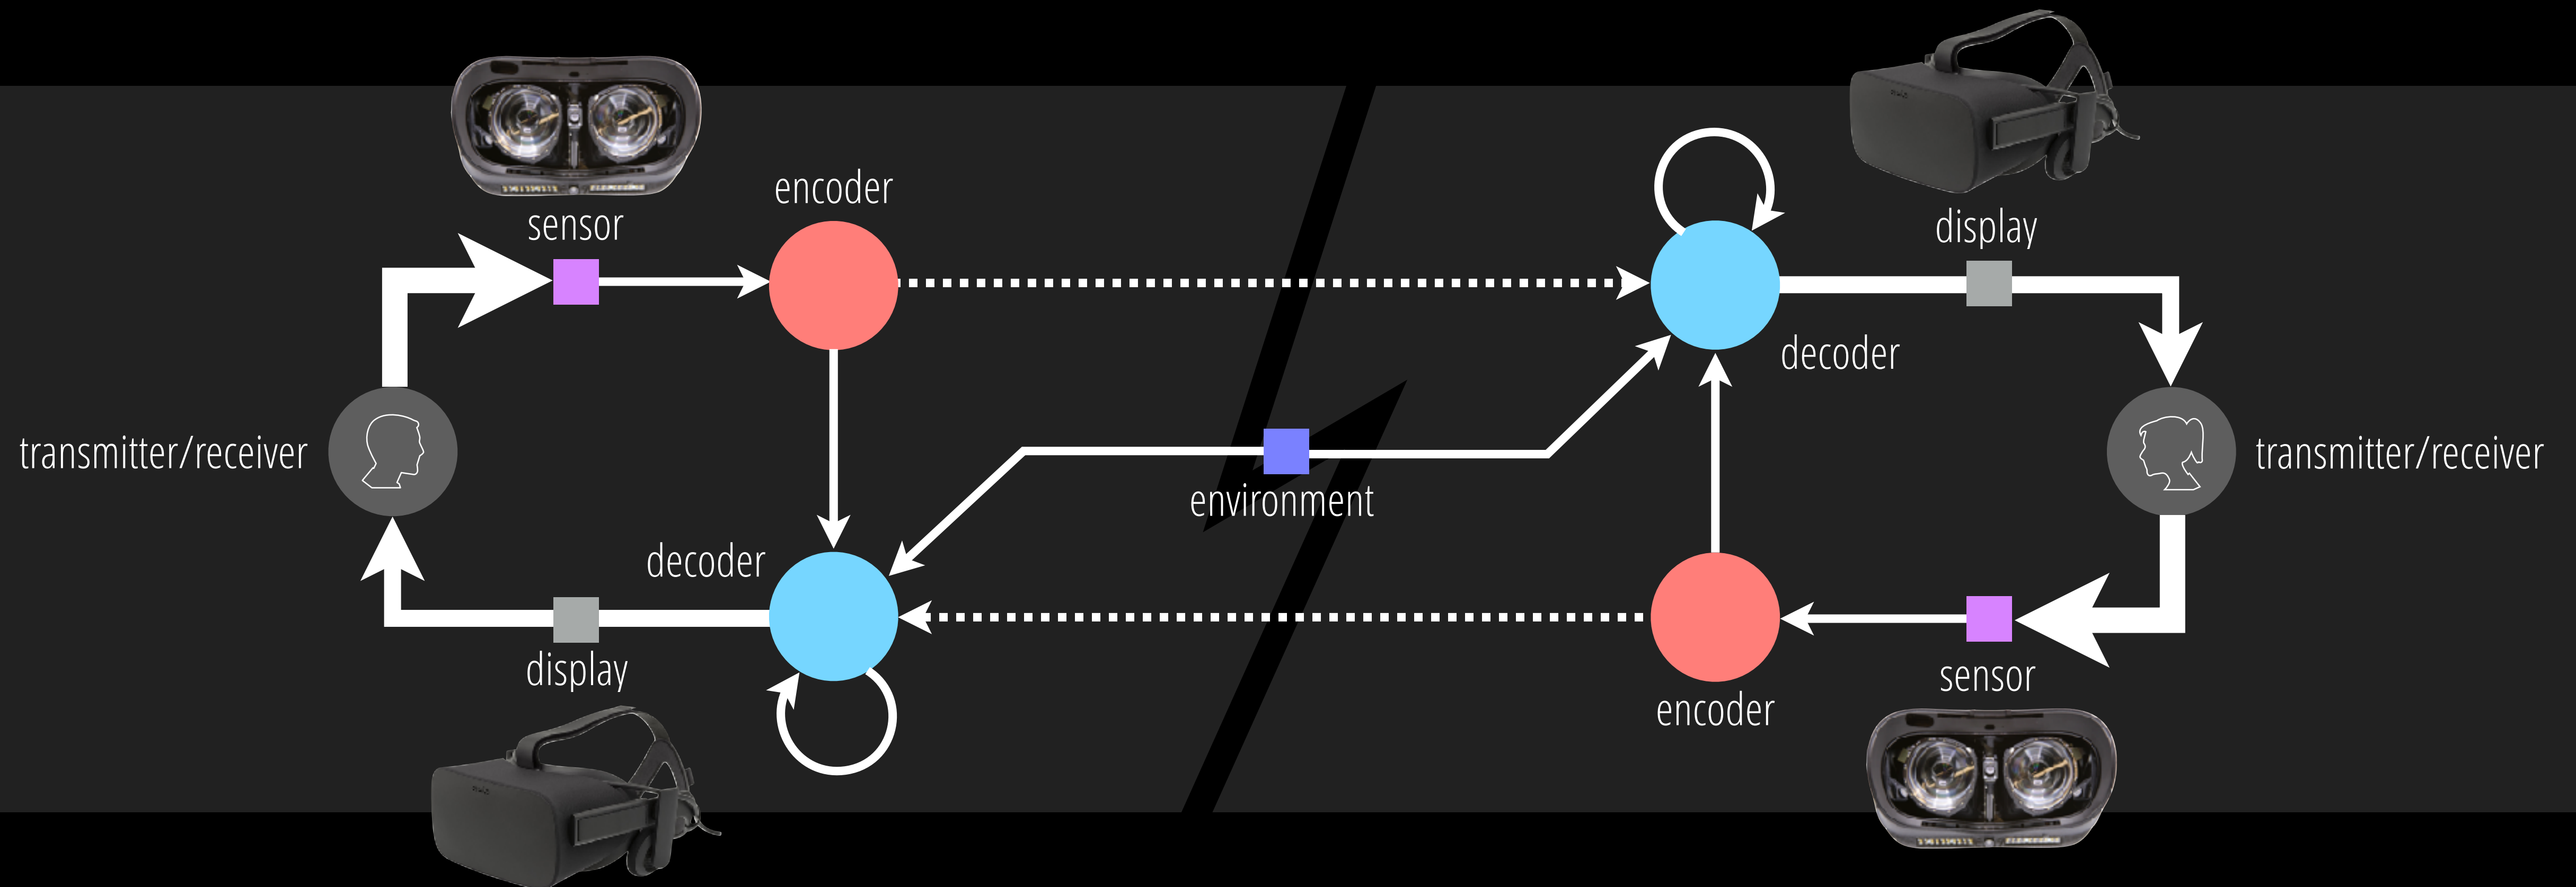 sensor
encoder
display
decoder
transmitter/receiver
transmitter/receiver
environment
decoder
display
sensor
encoder